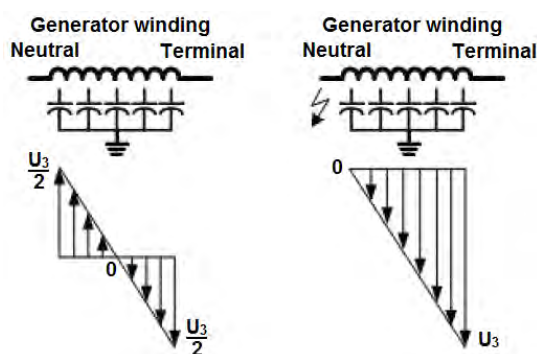 Generator winding
Neutral Terminal
U3
2
0
U3
2
Generator winding
Neutral Terminal
0
U3